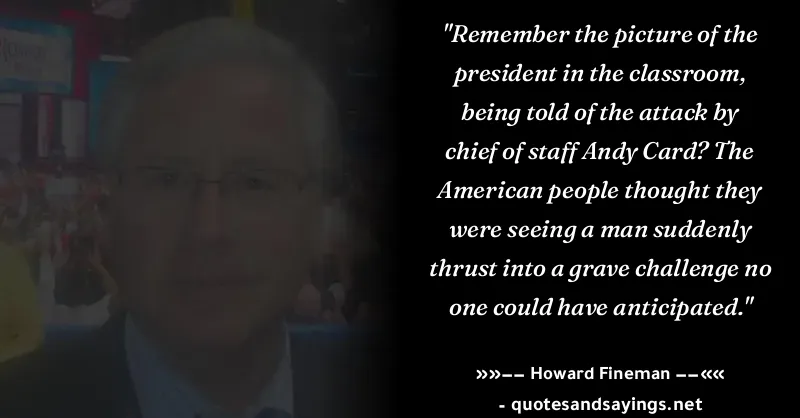 "Remember the picture of the
president in the classroom,
being told of the attack by
chief of staff Andy Card? The
American people thought they
were seeing a man suddenly
thrust into a grave challenge no
one could have anticipated."
»»−− Howard Fineman −−««
- quotesandsayings.net